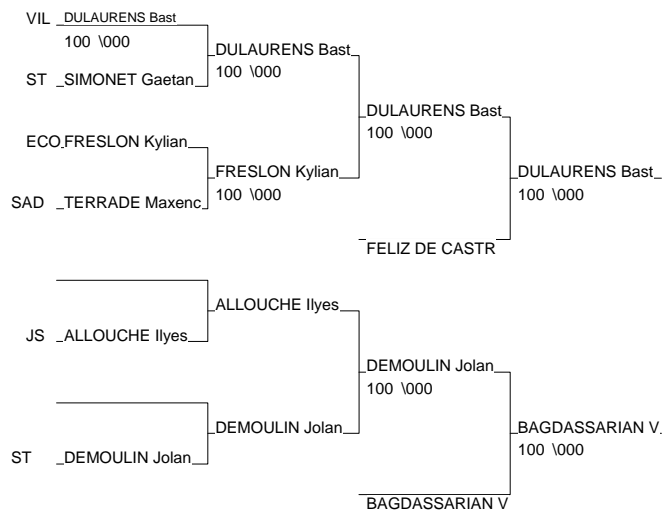 VIL DULAURENS Bast
100 \000
DULAURENS Bast
100 \000
ST SIMONET Gaetan
DULAURENS Bast
100 \000
ECO FRESLON Kylian
FRESLON Kylian
100 \000
DULAURENS Bast
100 \000
SAD TERRADE Maxenc
FELIZ DE CASTR
ALLOUCHE Ilyes
JS ALLOUCHE Ilyes
DEMOULIN Jolan
100 \000
DEMOULIN Jolan
BAGDASSARIAN V
100 \000
ST DEMOULIN Jolan
BAGDASSARIAN V